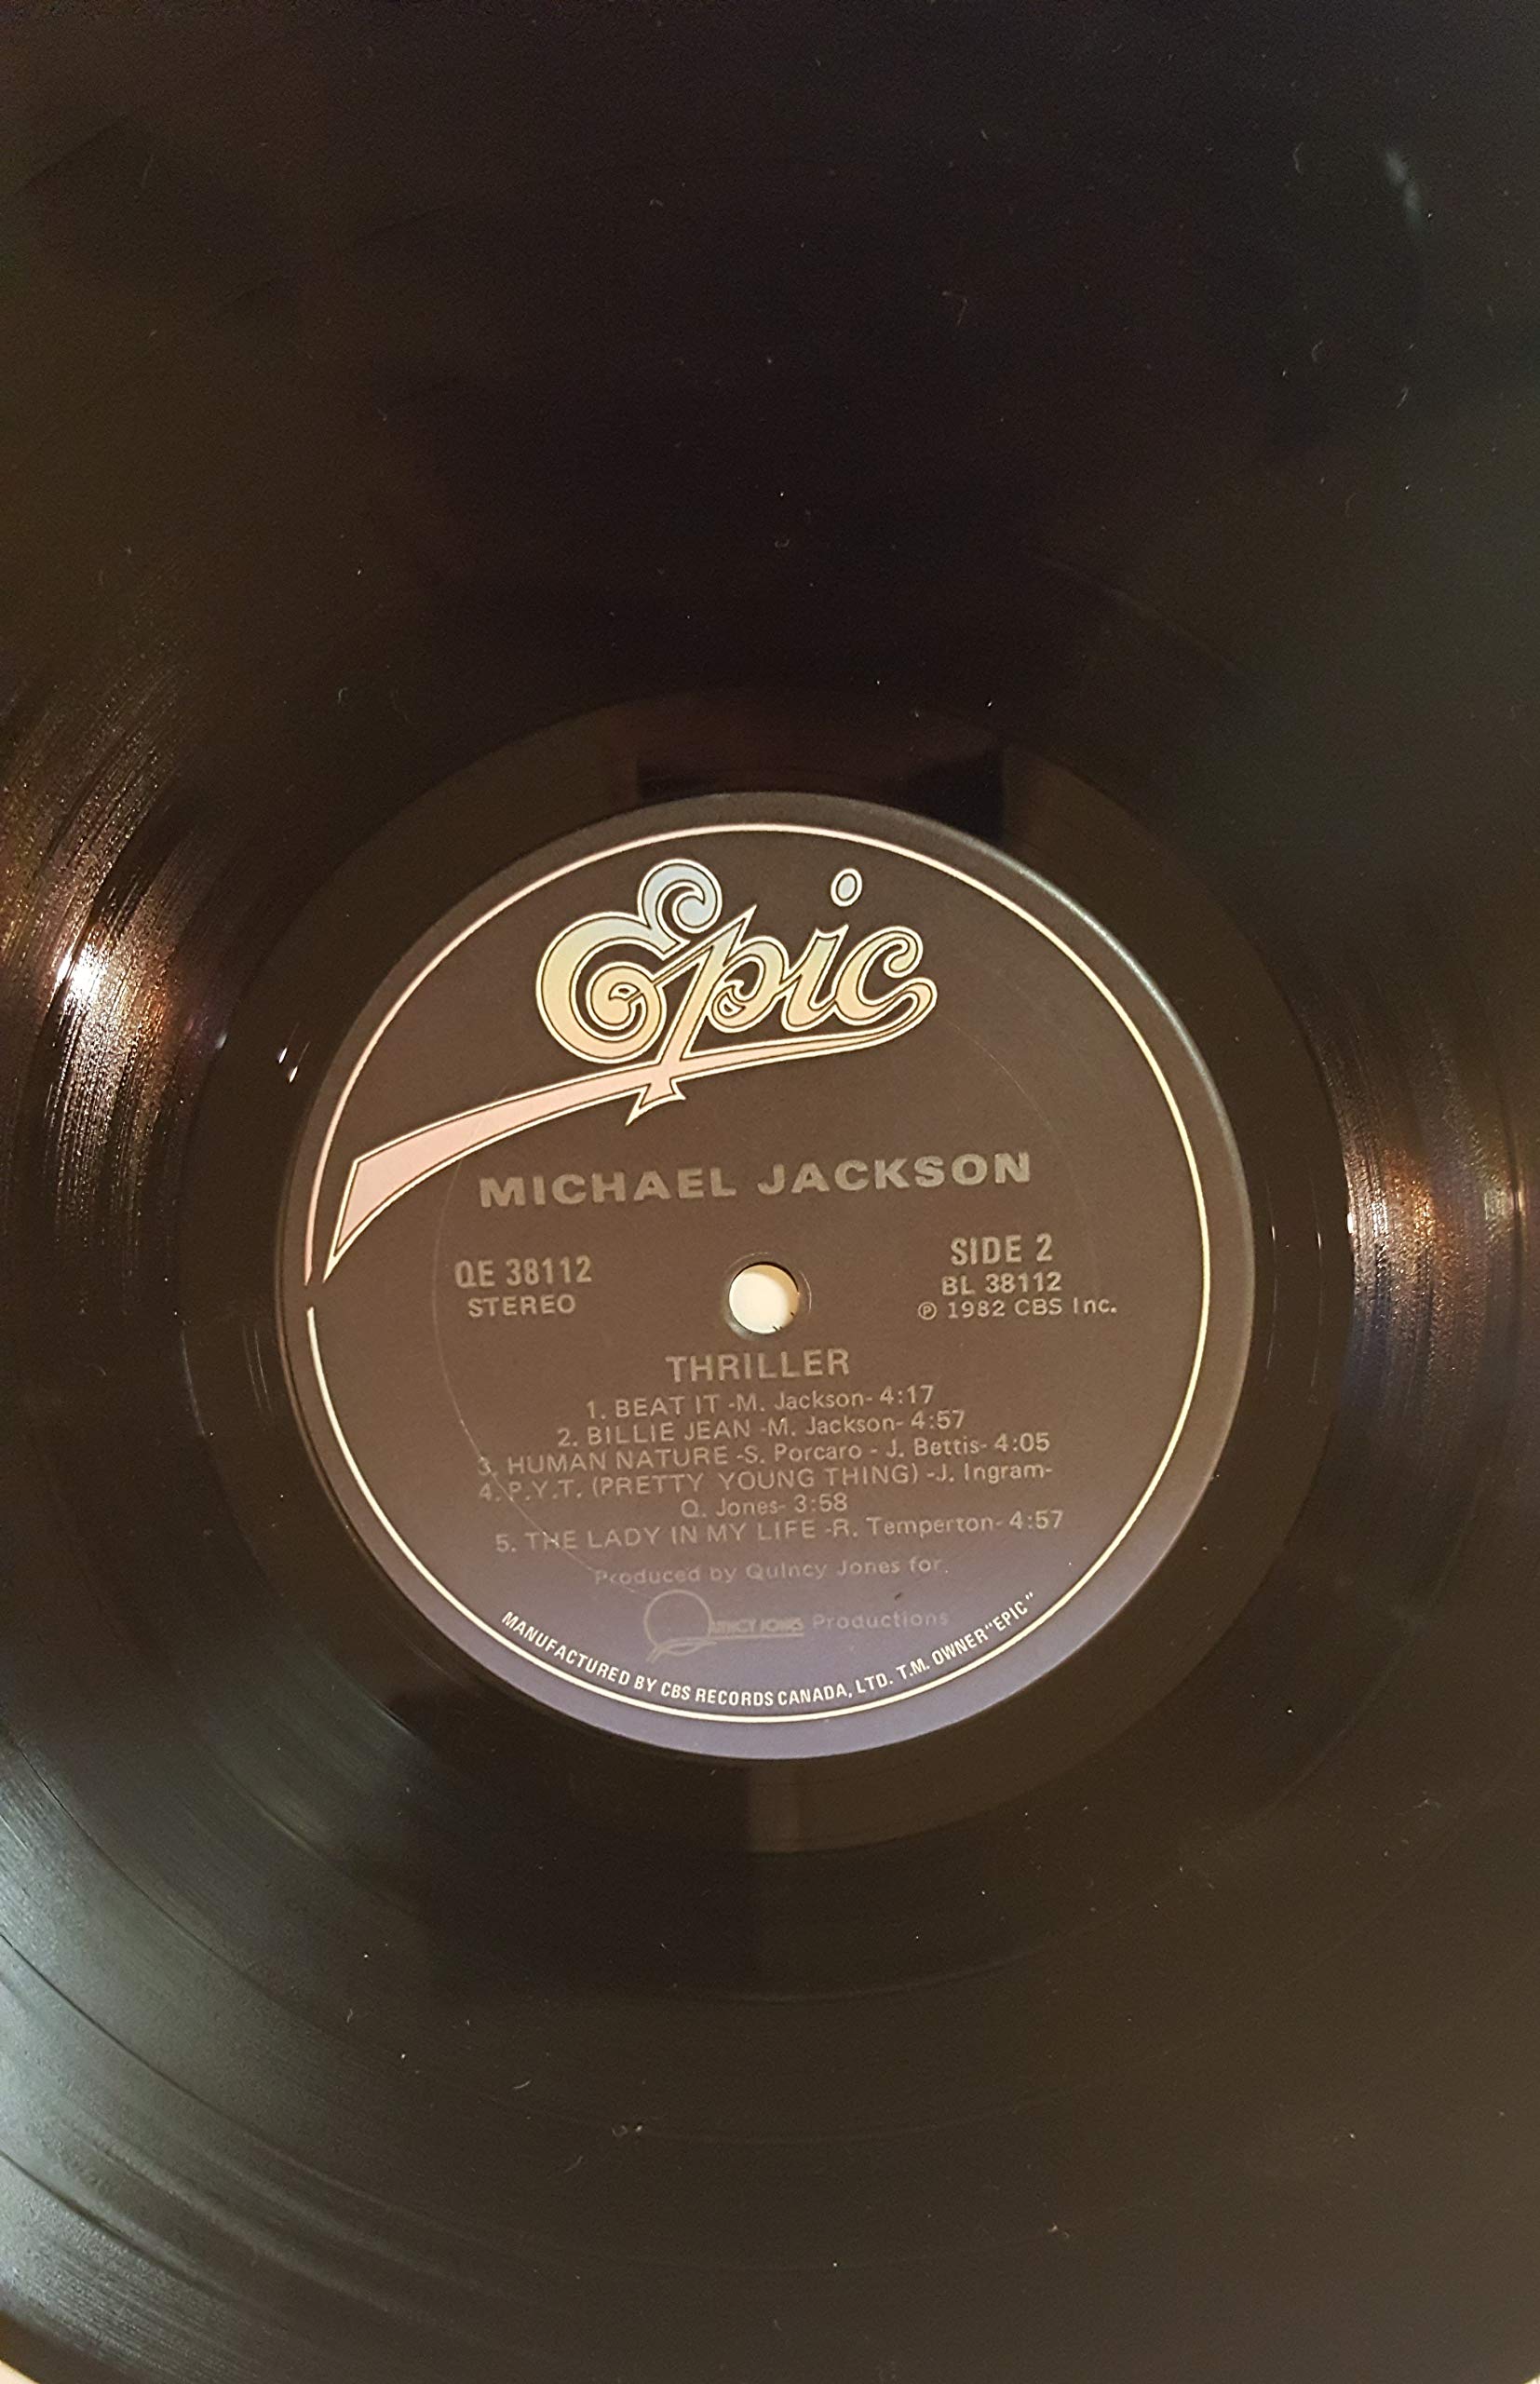 Epic
MICHAEL JACKSON
QE 38112
STEREO
SIDE 2
BL 38112
℗ 1982 CBS Inc.
THRILLER
1. BEAT IT -M. Jackson- 4:17
2. BILLIE JEAN -M. Jackson- 4:57
3. HUMAN NATURE -S. Porcaro - J. Bettis- 4:05
4. P.Y.T. (PRETTY YOUNG THING) -J. Ingram-
Q. Jones- 3:58
5. THE LADY IN MY LIFE -R. Temperton- 4:57
Produced by Quincy Jones for.
QUINCY JONES Productions
MANUFACTURED BY CBS RECORDS CANADA, LTD. T.M. OWNER "EPIC"